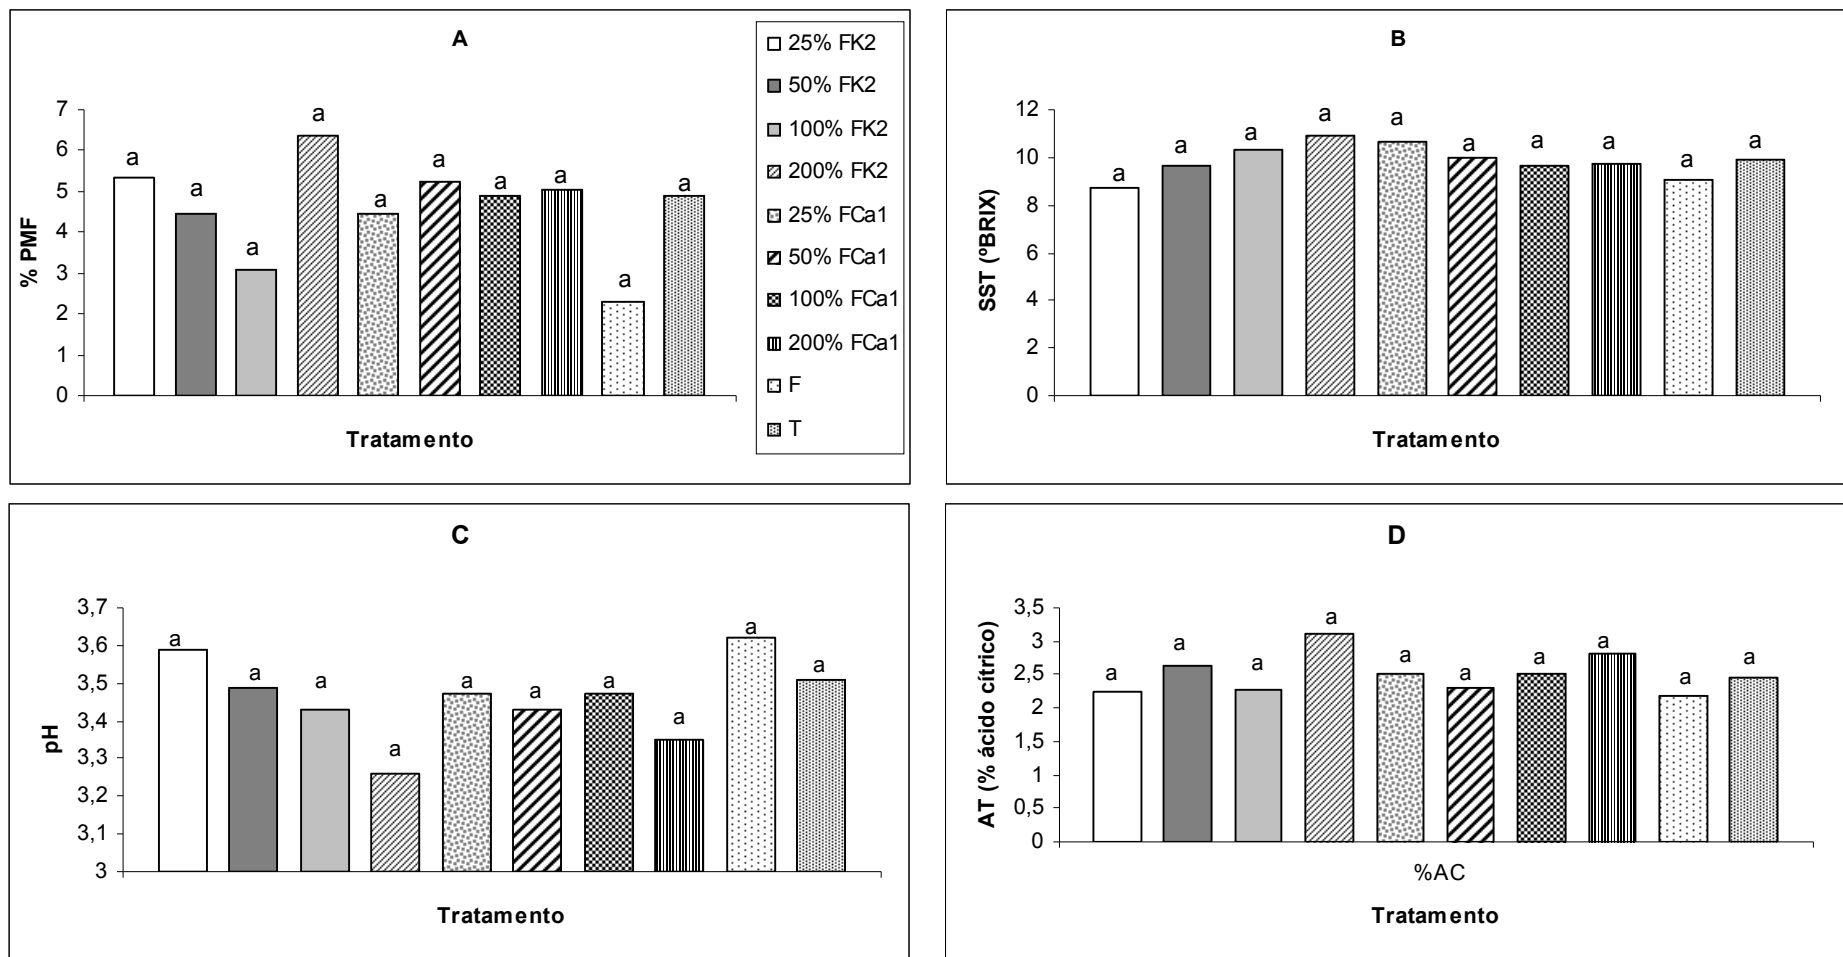 A
% PMF
7
6
5
4
3
2
1
0
a a a a a a a a a a
Tratamento
25% FK2
50% FK2
100% FK2
200% FK2
25% FCa1
50% FCa1
100% FCa1
200% FCa1
F
T
B
SST (ºBRIX)
12
10
8
6
4
2
0
a a a a a a a a a a
Tratamento
C
pH
3,7
3,6
3,5
3,4
3,3
3,2
3,1
3
a a a a a a a a a a
Tratamento
D
AT (% ácido cítrico)
3,5
3
2,5
2
1,5
1
0,5
0
a a a a a a a a a a
%AC
Tratamento